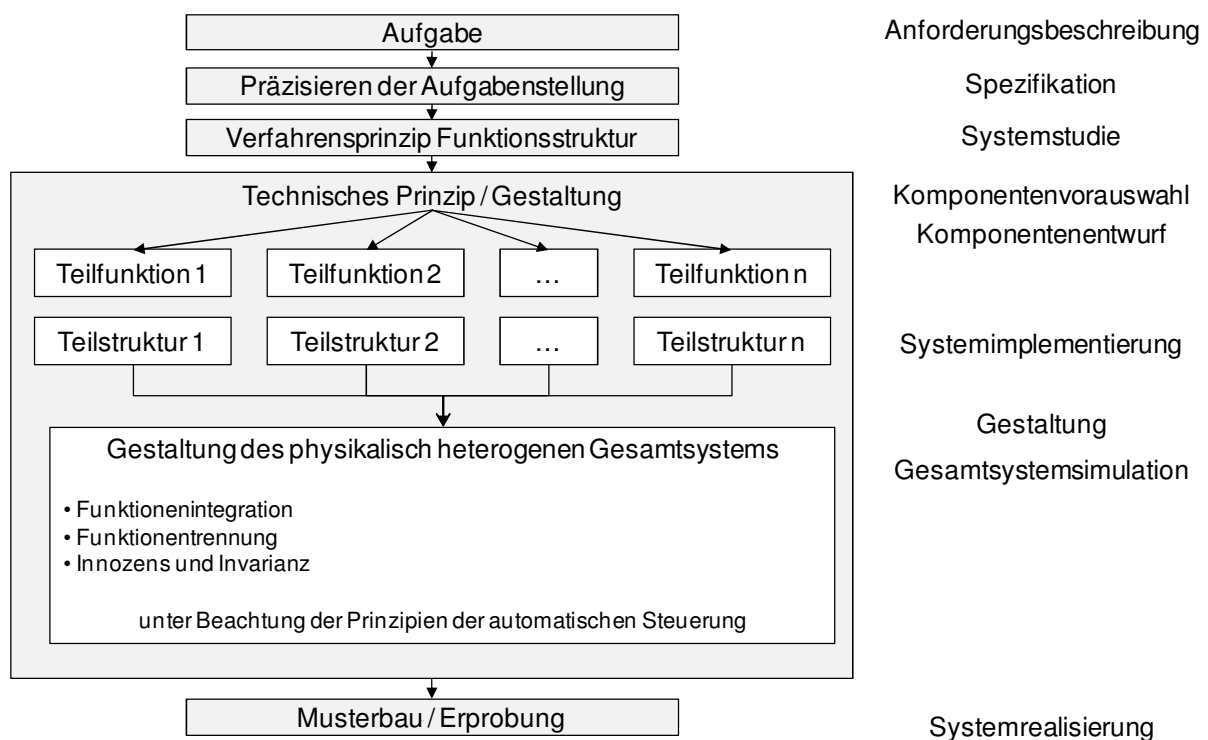 Aufgabe
Anforderungsbeschreibung
Präzisieren der Aufgabenstellung
Spezifikation
Verfahrensprinzip Funktionsstruktur
Systemstudie
Technisches Prinzip / Gestaltung
Komponentenvorauswahl
Komponentenentwurf
Teilfunktion 1
Teilfunktion 2
…
Teilfunktion n
Teilstruktur 1
Teilstruktur 2
…
Teilstruktur n
Systemimplementierung
Gestaltung
Gestaltung des physikalisch heterogenen Gesamtsystems
Gesamtsystemsimulation
• Funktionenintegration
• Funktionentrennung
• Innozens und Invarianz
unter Beachtung der Prinzipien der automatischen Steuerung
Musterbau / Erprobung
Systemrealisierung